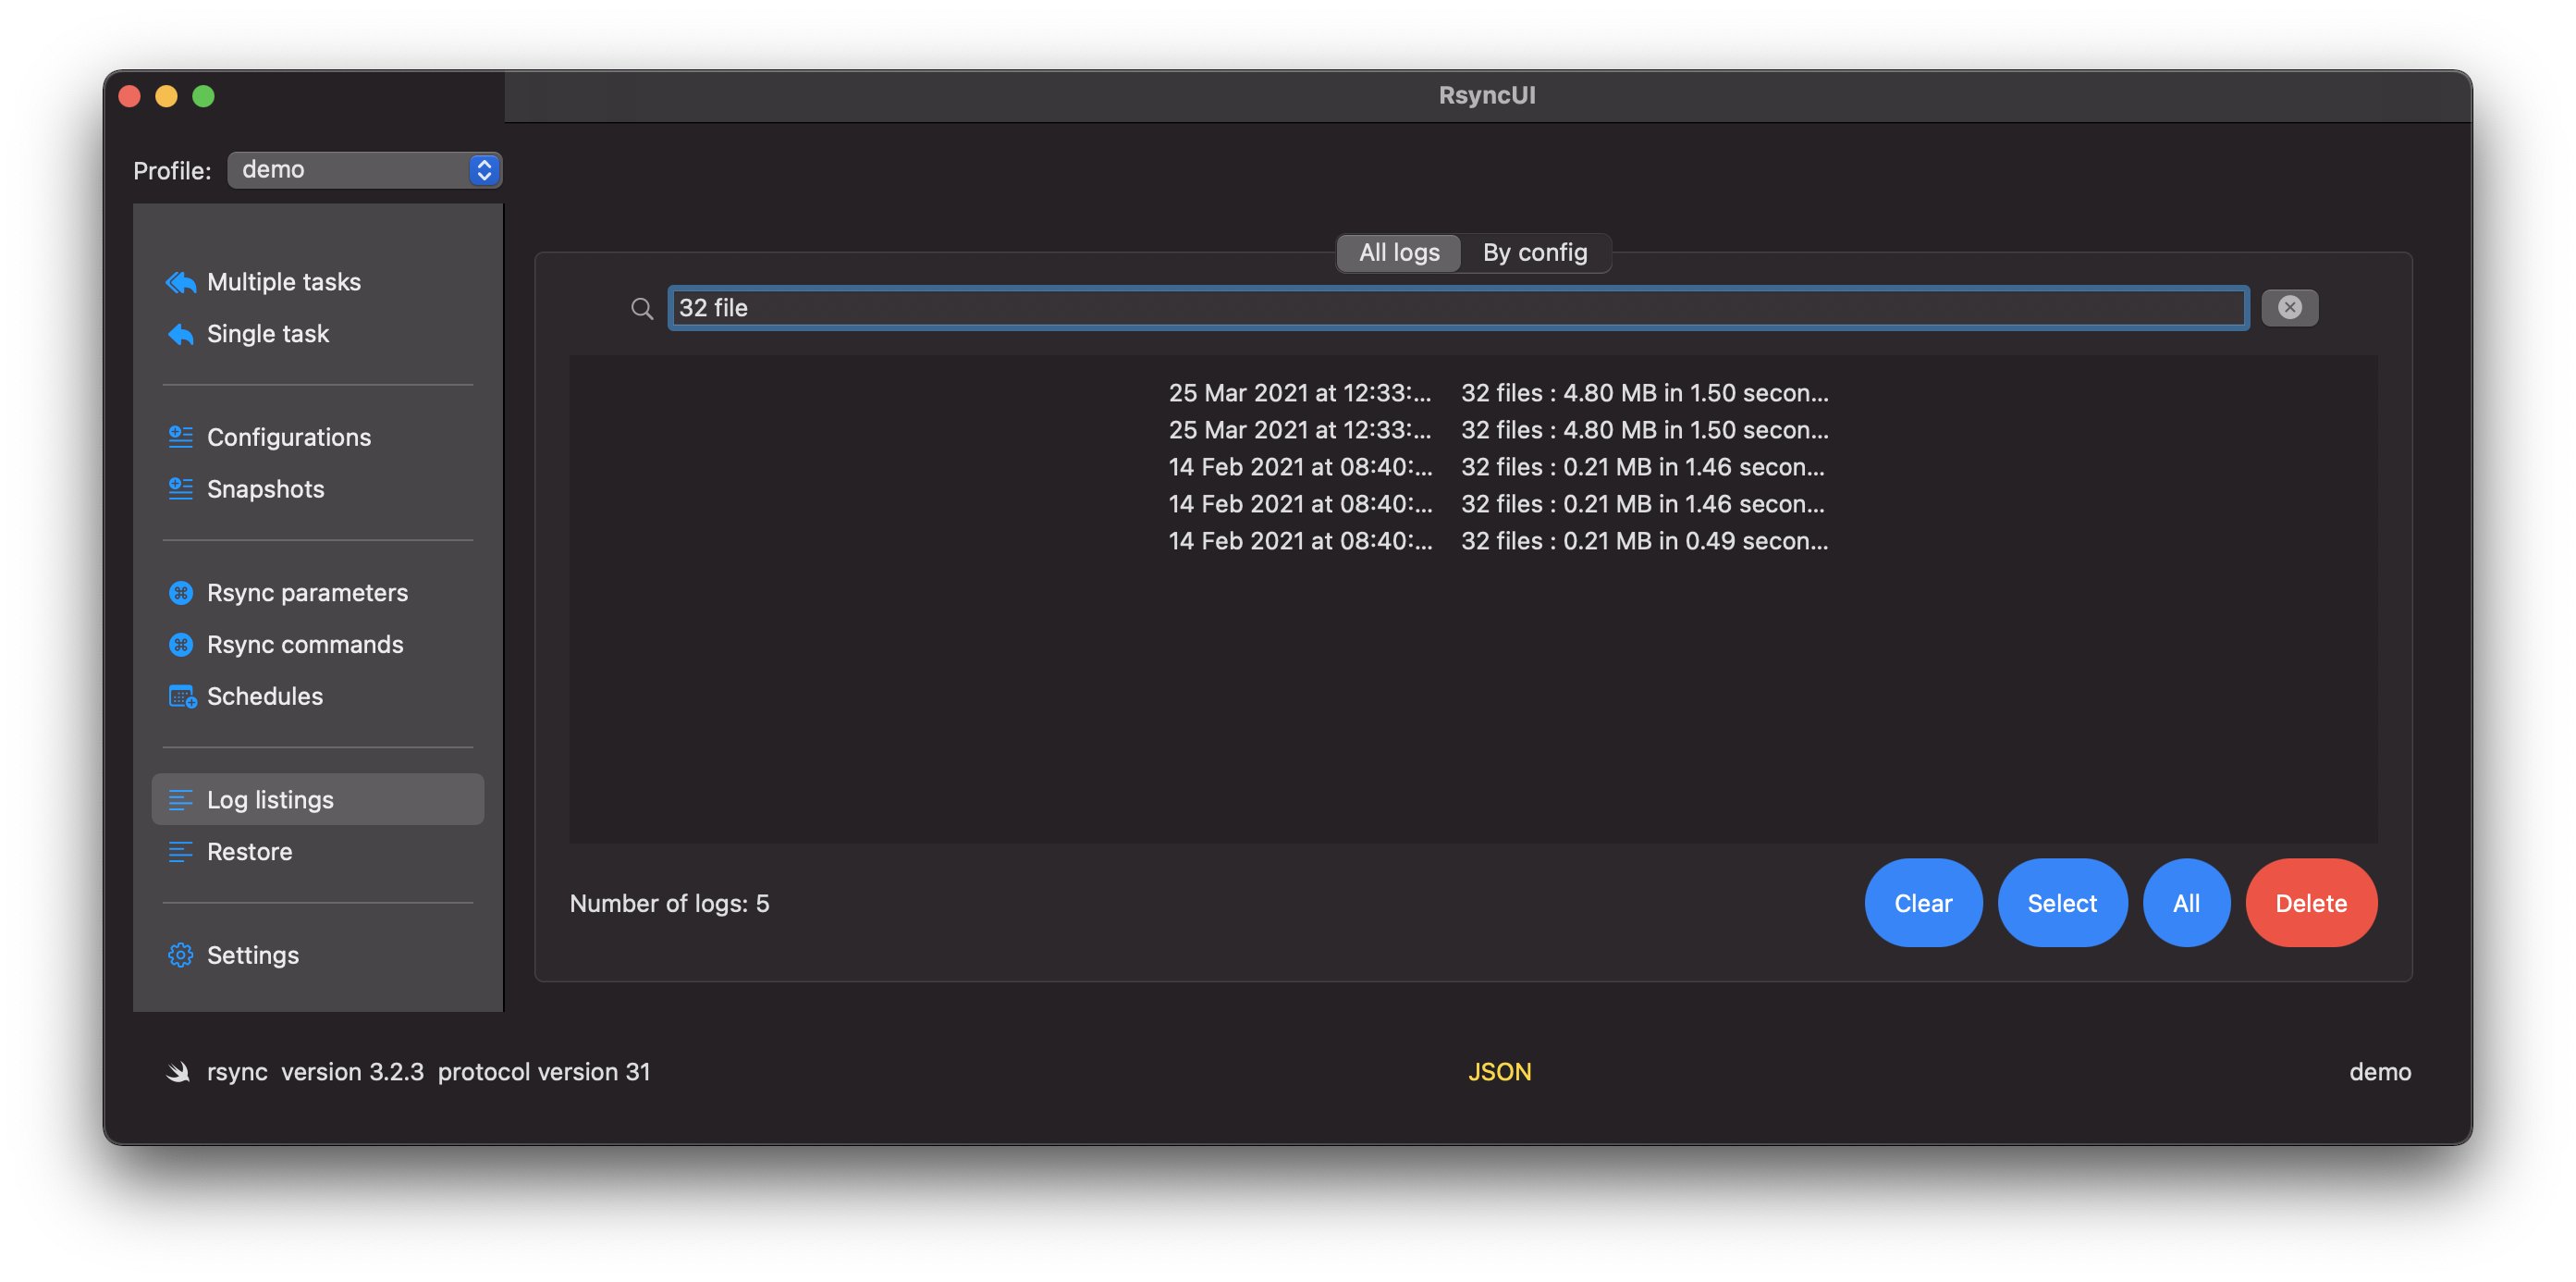 RsyncUI
Profile: demo
Multiple tasks
Single task
Configurations
Snapshots
Rsync parameters
Rsync commands
Schedules
Log listings
Restore
Settings
All logs By config
32 file
25 Mar 2021 at 12:33:... 32 files : 4.80 MB in 1.50 secon...
25 Mar 2021 at 12:33:... 32 files : 4.80 MB in 1.50 secon...
14 Feb 2021 at 08:40:... 32 files : 0.21 MB in 1.46 secon...
14 Feb 2021 at 08:40:... 32 files : 0.21 MB in 1.46 secon...
14 Feb 2021 at 08:40:... 32 files : 0.21 MB in 0.49 secon...
Number of logs: 5 Clear Select All Delete
rsync version 3.2.3 protocol version 31 JSON demo